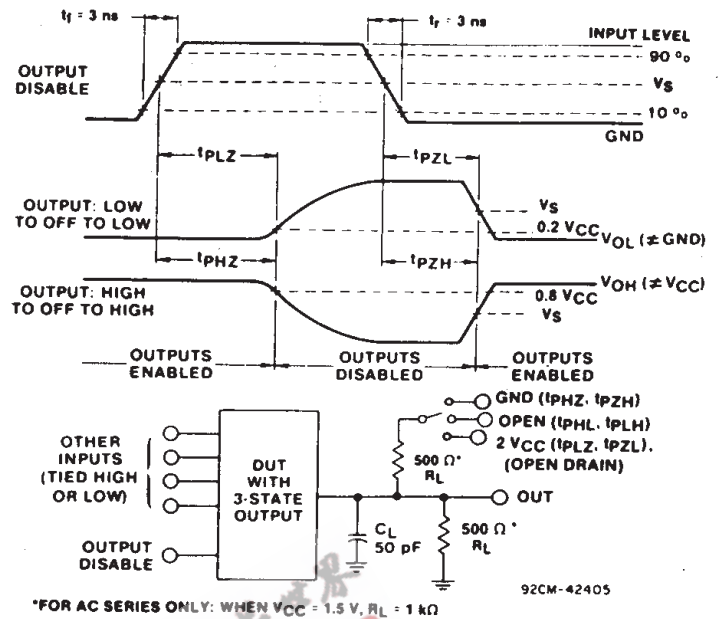 tf = 3 ns
tr = 3 ns
INPUT LEVEL
90 %
OUTPUT
DISABLE
VS
10 %
GND
tPLZ
tPZL
OUTPUT: LOW
TO OFF TO LOW
VS
0.2 VCC
VOL (≠ GND)
tPHZ
tPZH
OUTPUT: HIGH
TO OFF TO HIGH
VOH (≠ VCC)
0.8 VCC
VS
OUTPUTS
ENABLED
OUTPUTS
DISABLED
OUTPUTS
ENABLED
GND (tPHZ, tPZH)
OPEN (tPHL, tPLH)
2 VCC (tPLZ, tPZL),
(OPEN DRAIN)
OTHER
INPUTS
(TIED HIGH
OR LOW)
OUTPUT
DISABLE
DUT
WITH
3-STATE
OUTPUT
500 Ω*
RL
OUT
CL
50 pF
500 Ω*
RL
92CM-42405
*FOR AC SERIES ONLY: WHEN VCC = 1.5 V, RL = 1 kΩ